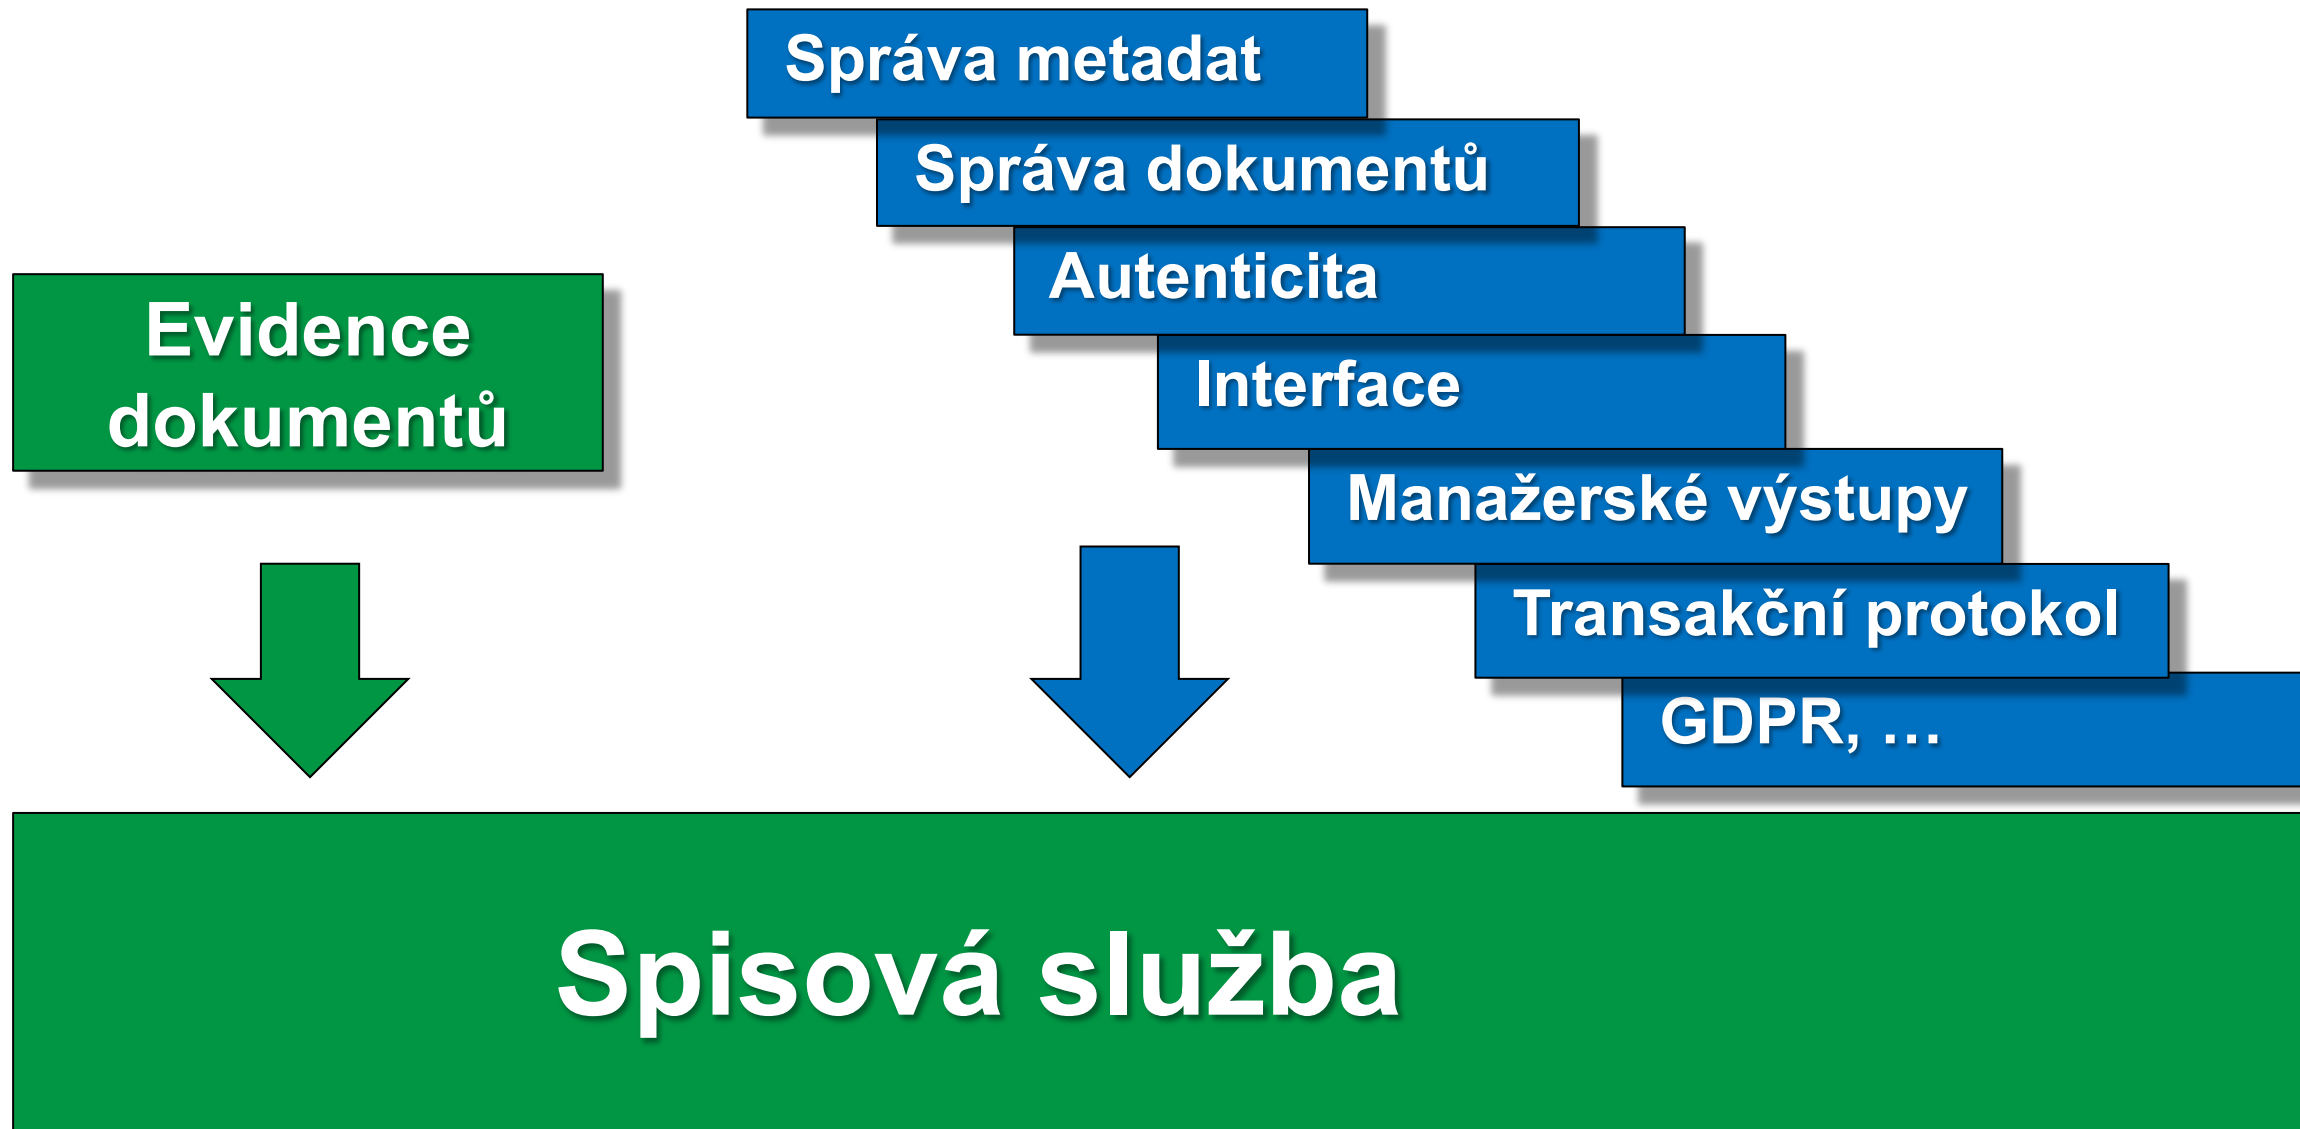 Správa metadat
Správa dokumentů
Autenticita
Evidence
dokumentů
Interface
Manažerské výstupy
Transakční protokol
GDPR, …
Spisová služba